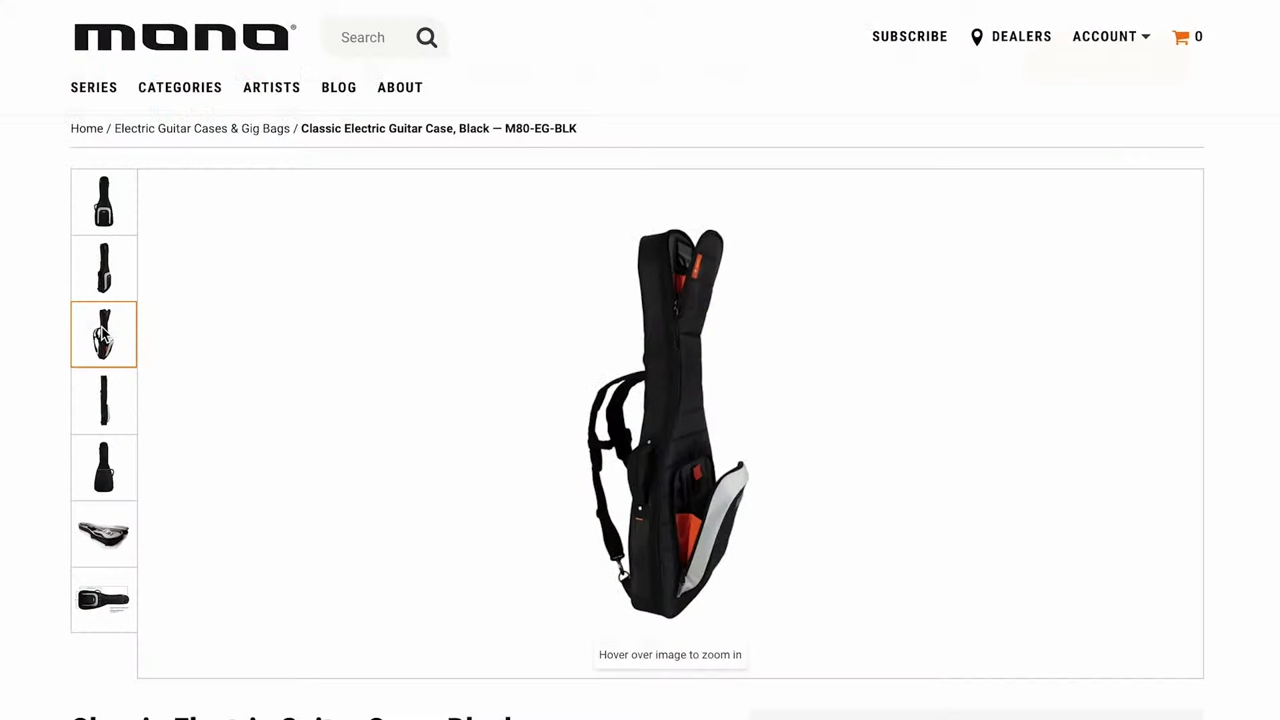 mono®
Search
SUBSCRIBE
DEALERS
ACCOUNT
0
SERIES
CATEGORIES
ARTISTS
BLOG
ABOUT
Home / Electric Guitar Cases & Gig Bags / Classic Electric Guitar Case, Black — M80-EG-BLK
Hover over image to zoom in